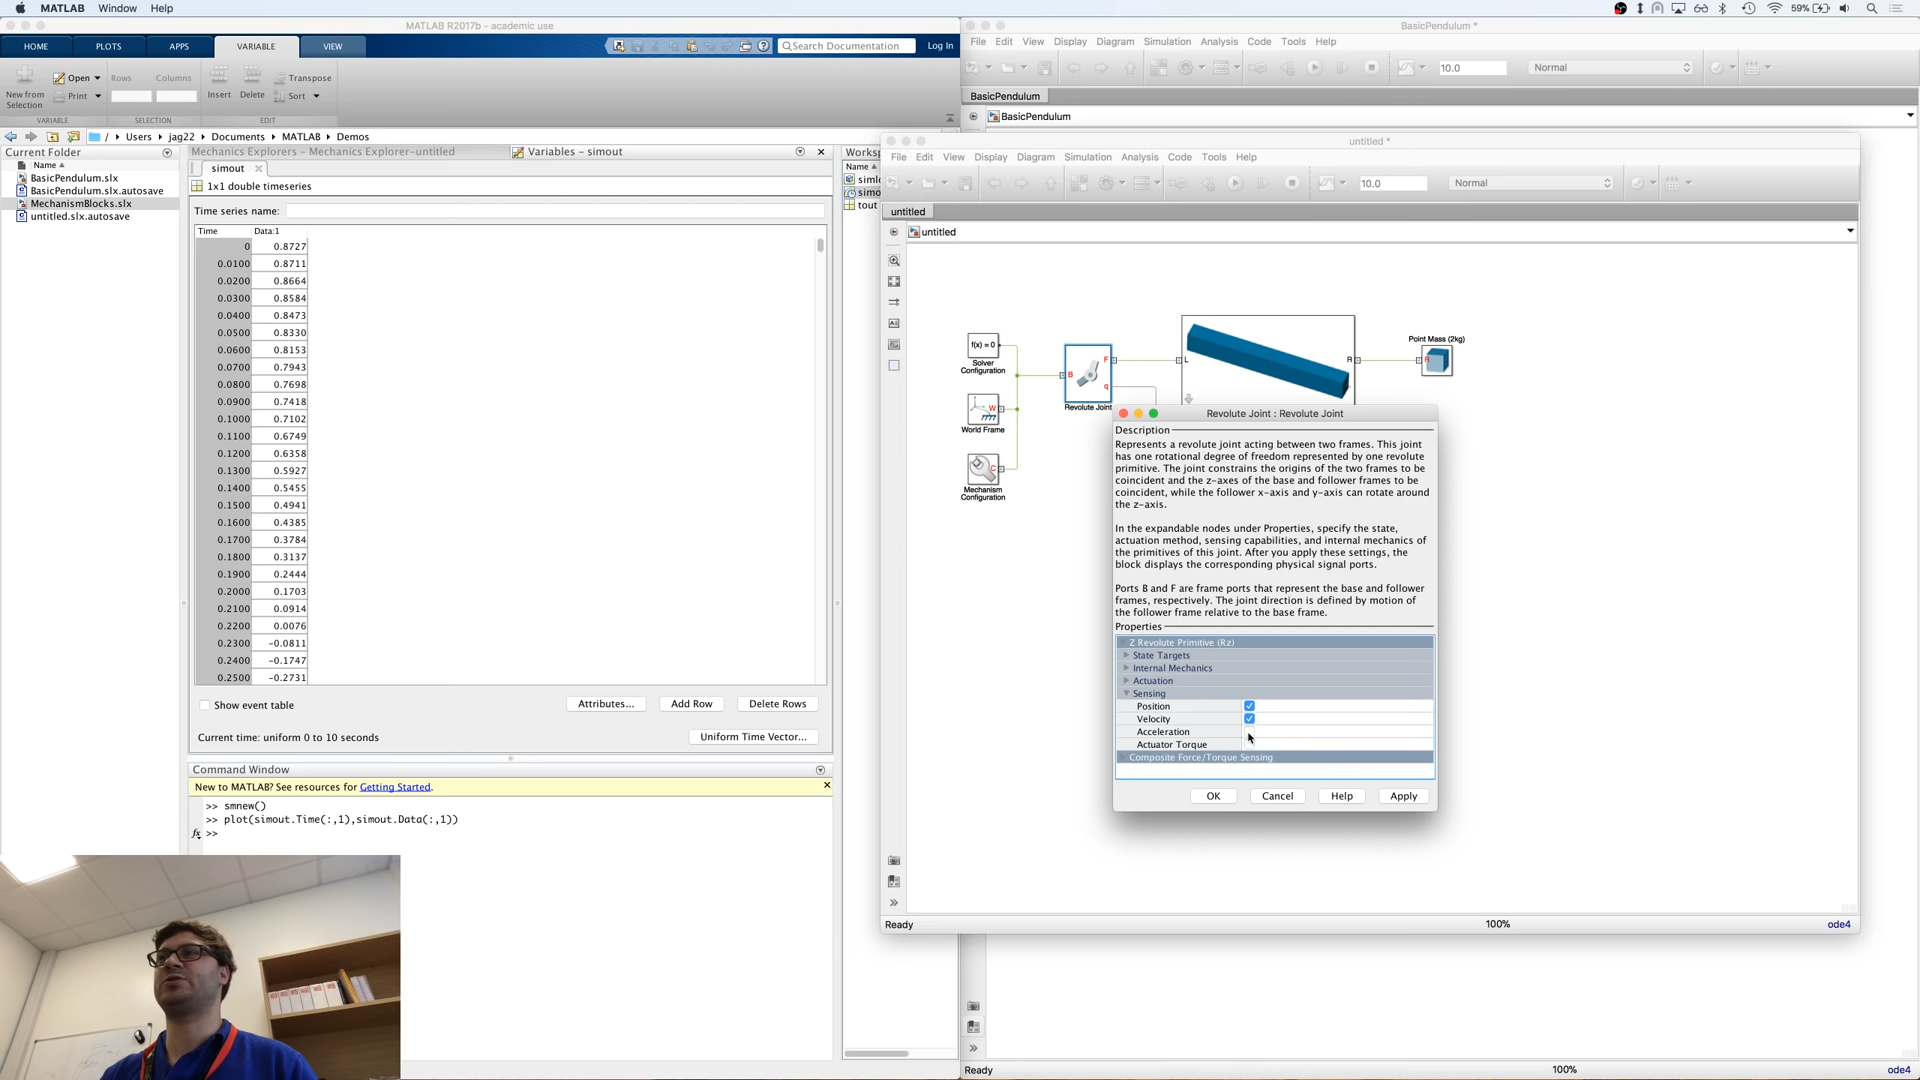 MATLAB Window Help
59%
MATLAB R2017b - academic use
HOME PLOTS APPS VARIABLE VIEW
Search Documentation
Log In
New from Selection
Open
Print
Rows Columns
Insert Delete
Transpose
Sort
VARIABLE SELECTION EDIT
/ Users jag22 Documents MATLAB Demos
Current Folder
Name
BasicPendulum.slx
BasicPendulum.slx.autosave
MechanismBlocks.slx
untitled.slx.autosave
Mechanics Explorers - Mechanics Explorer-untitled
Variables - simout
simout
1x1 double timeseries
Time series name:
Time Data:1
0 0.8727
0.0100 0.8711
0.0200 0.8664
0.0300 0.8584
0.0400 0.8473
0.0500 0.8330
0.0600 0.8153
0.0700 0.7943
0.0800 0.7698
0.0900 0.7418
0.1000 0.7102
0.1100 0.6749
0.1200 0.6358
0.1300 0.5927
0.1400 0.5455
0.1500 0.4941
0.1600 0.4385
0.1700 0.3784
0.1800 0.3137
0.1900 0.2444
0.2000 0.1703
0.2100 0.0914
0.2200 0.0076
0.2300 -0.0811
0.2400 -0.1747
0.2500 -0.2731
Show event table
Attributes... Add Row Delete Rows
Current time: uniform 0 to 10 seconds
Uniform Time Vector...
Command Window
New to MATLAB? See resources for Getting Started.
>> smnew()
>> plot(simout.Time(:,1),simout.Data(:,1))
fx >>
Name
tout
BasicPendulum *
File Edit View Display Diagram Simulation Analysis Code Tools Help
10.0
Normal
BasicPendulum
BasicPendulum
untitled *
File Edit View Display Diagram Simulation Analysis Code Tools Help
10.0
Normal
untitled
untitled
f(x) = 0
Solver Configuration
W
World Frame
C
Mechanism Configuration
B
F
q
Revolute Joint
L
R
Point Mass (2kg)
R
Revolute Joint : Revolute Joint
Description
Represents a revolute joint acting between two frames. This joint
has one rotational degree of freedom represented by one revolute
primitive. The joint constrains the origins of the two frames to be
coincident and the z-axes of the base and follower frames to be
coincident, while the follower x-axis and y-axis can rotate around
the z-axis.
In the expandable nodes under Properties, specify the state,
actuation method, sensing capabilities, and internal mechanics of
the primitives of this joint. After you apply these settings, the
block displays the corresponding physical signal ports.
Ports B and F are frame ports that represent the base and follower
frames, respectively. The joint direction is defined by motion of
the follower frame relative to the base frame.
Properties
Z Revolute Primitive (Rz)
State Targets
Internal Mechanics
Actuation
Sensing
Position
Velocity
Acceleration
Actuator Torque
Composite Force/Torque Sensing
OK Cancel Help Apply
Ready 100% ode4
Ready 100% ode4